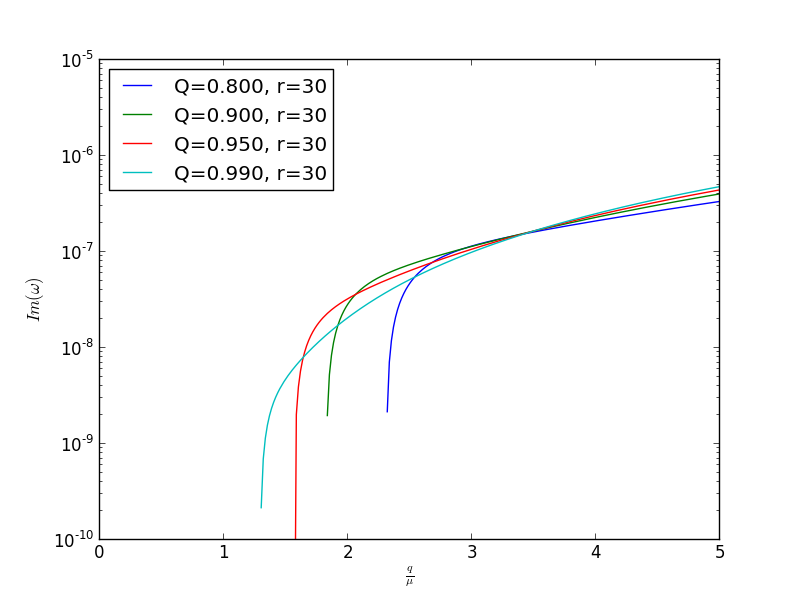 10^-5
Q=0.800, r=30
Q=0.900, r=30
Q=0.950, r=30
Q=0.990, r=30
10^-6
10^-7
Im(ω)
10^-8
10^-9
10^-10
0 1 2 3 4 5
q/μ